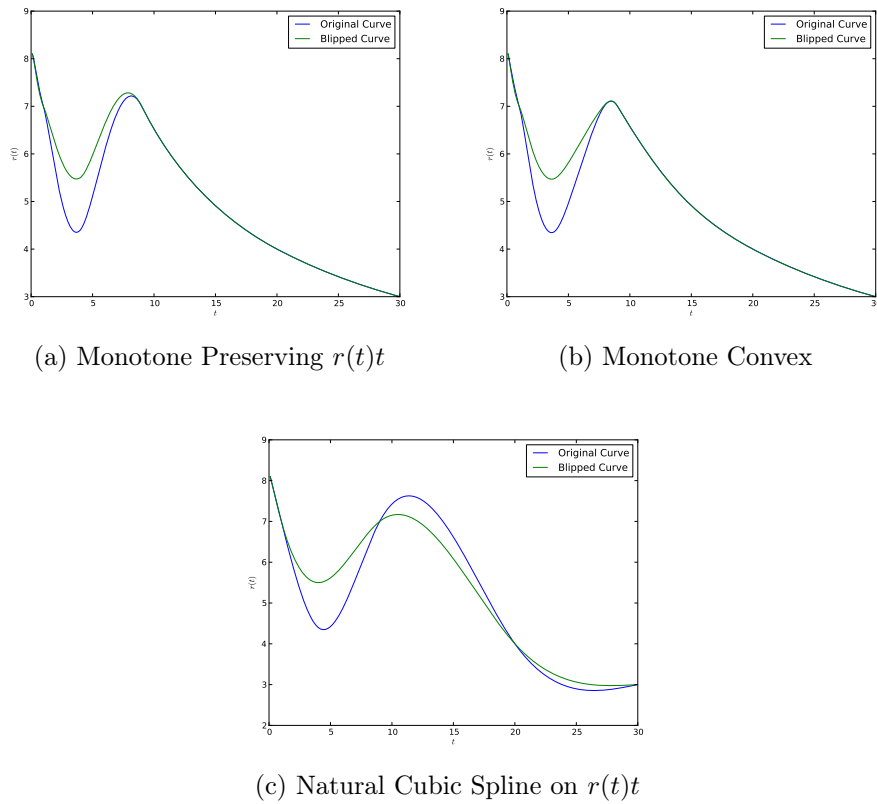 9
8
7
6
5
4
3
r(t)
0
5
10
15
20
25
30
t
Original Curve
Blipped Curve
(a) Monotone Preserving r(t)t
9
8
7
6
5
4
3
r(t)
0
5
10
15
20
25
30
t
Original Curve
Blipped Curve
(b) Monotone Convex
9
8
7
6
5
4
3
2
r(t)
0
5
10
15
20
25
30
t
Original Curve
Blipped Curve
(c) Natural Cubic Spline on r(t)t